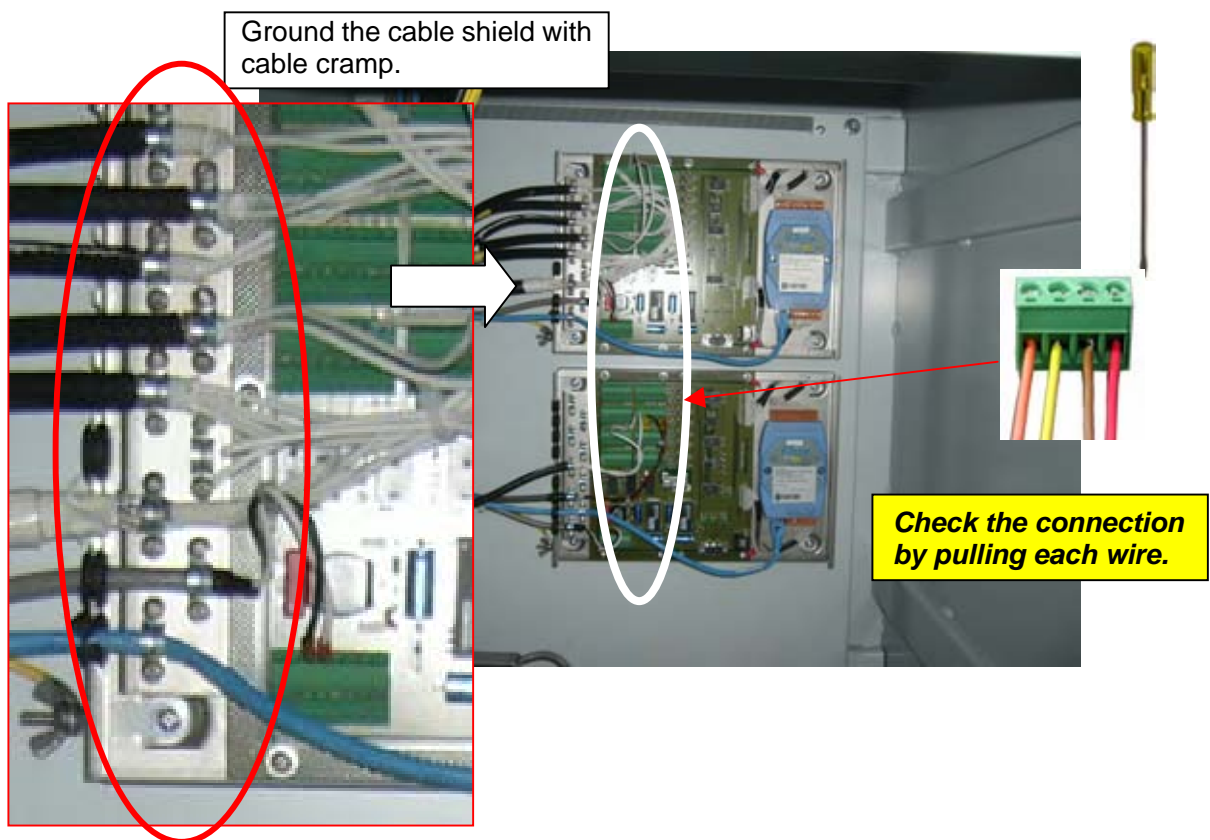 Ground the cable shield with
cable cramp.
Check the connection
by pulling each wire.